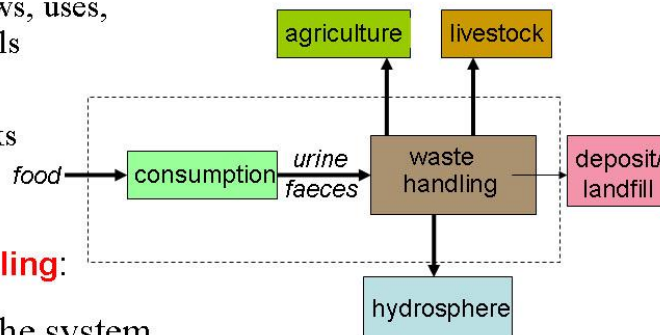 ws, uses,
ls
agriculture
livestock
ks
food
consumption
urine
faeces
waste
handling
deposit/
landfill
ling:
hydrosphere
he system